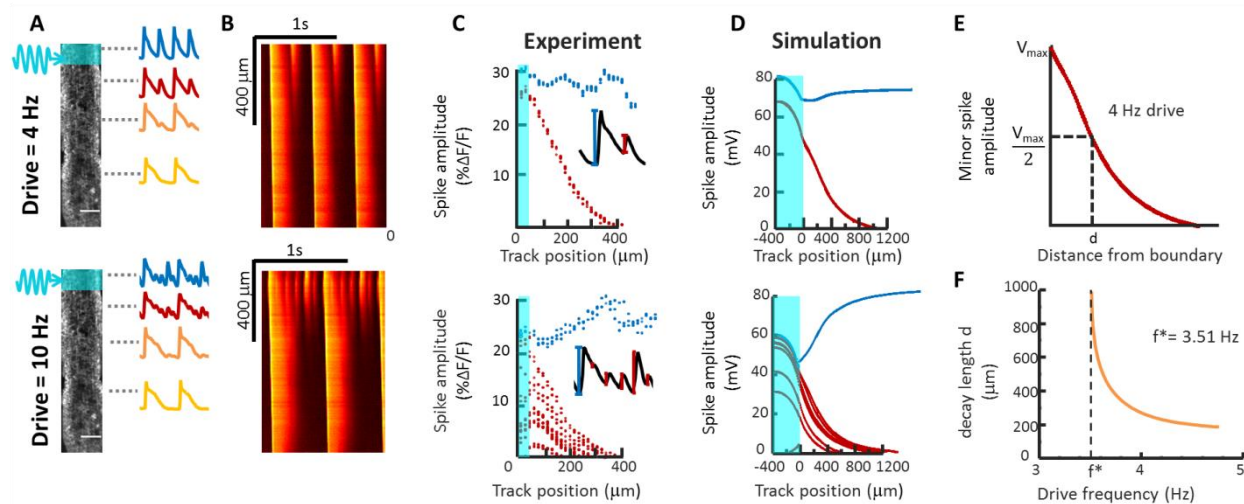 A
Drive = 4 Hz
B
1s
400 μm
0
C
Experiment
Spike amplitude
(%ΔF/F)
30
20
10
0
200
400
Track position (μm)
D
Simulation
Spike amplitude
(mV)
80
60
40
20
0
-400
0
400
800
1200
Track position (μm)
E
Vmax
Vmax
2
4 Hz drive
Minor spike
amplitude
d
Distance from boundary
Drive = 10 Hz
1s
400 μm
Spike amplitude
(%ΔF/F)
30
20
10
0
0
200
400
Track position (μm)
Spike amplitude
(mV)
80
60
40
20
0
-400
0
400
800
1200
Track position (μm)
F
decay length d
(μm)
1000
800
600
400
200
0
f*= 3.51 Hz
3
f*
4
5
Drive frequency (Hz)